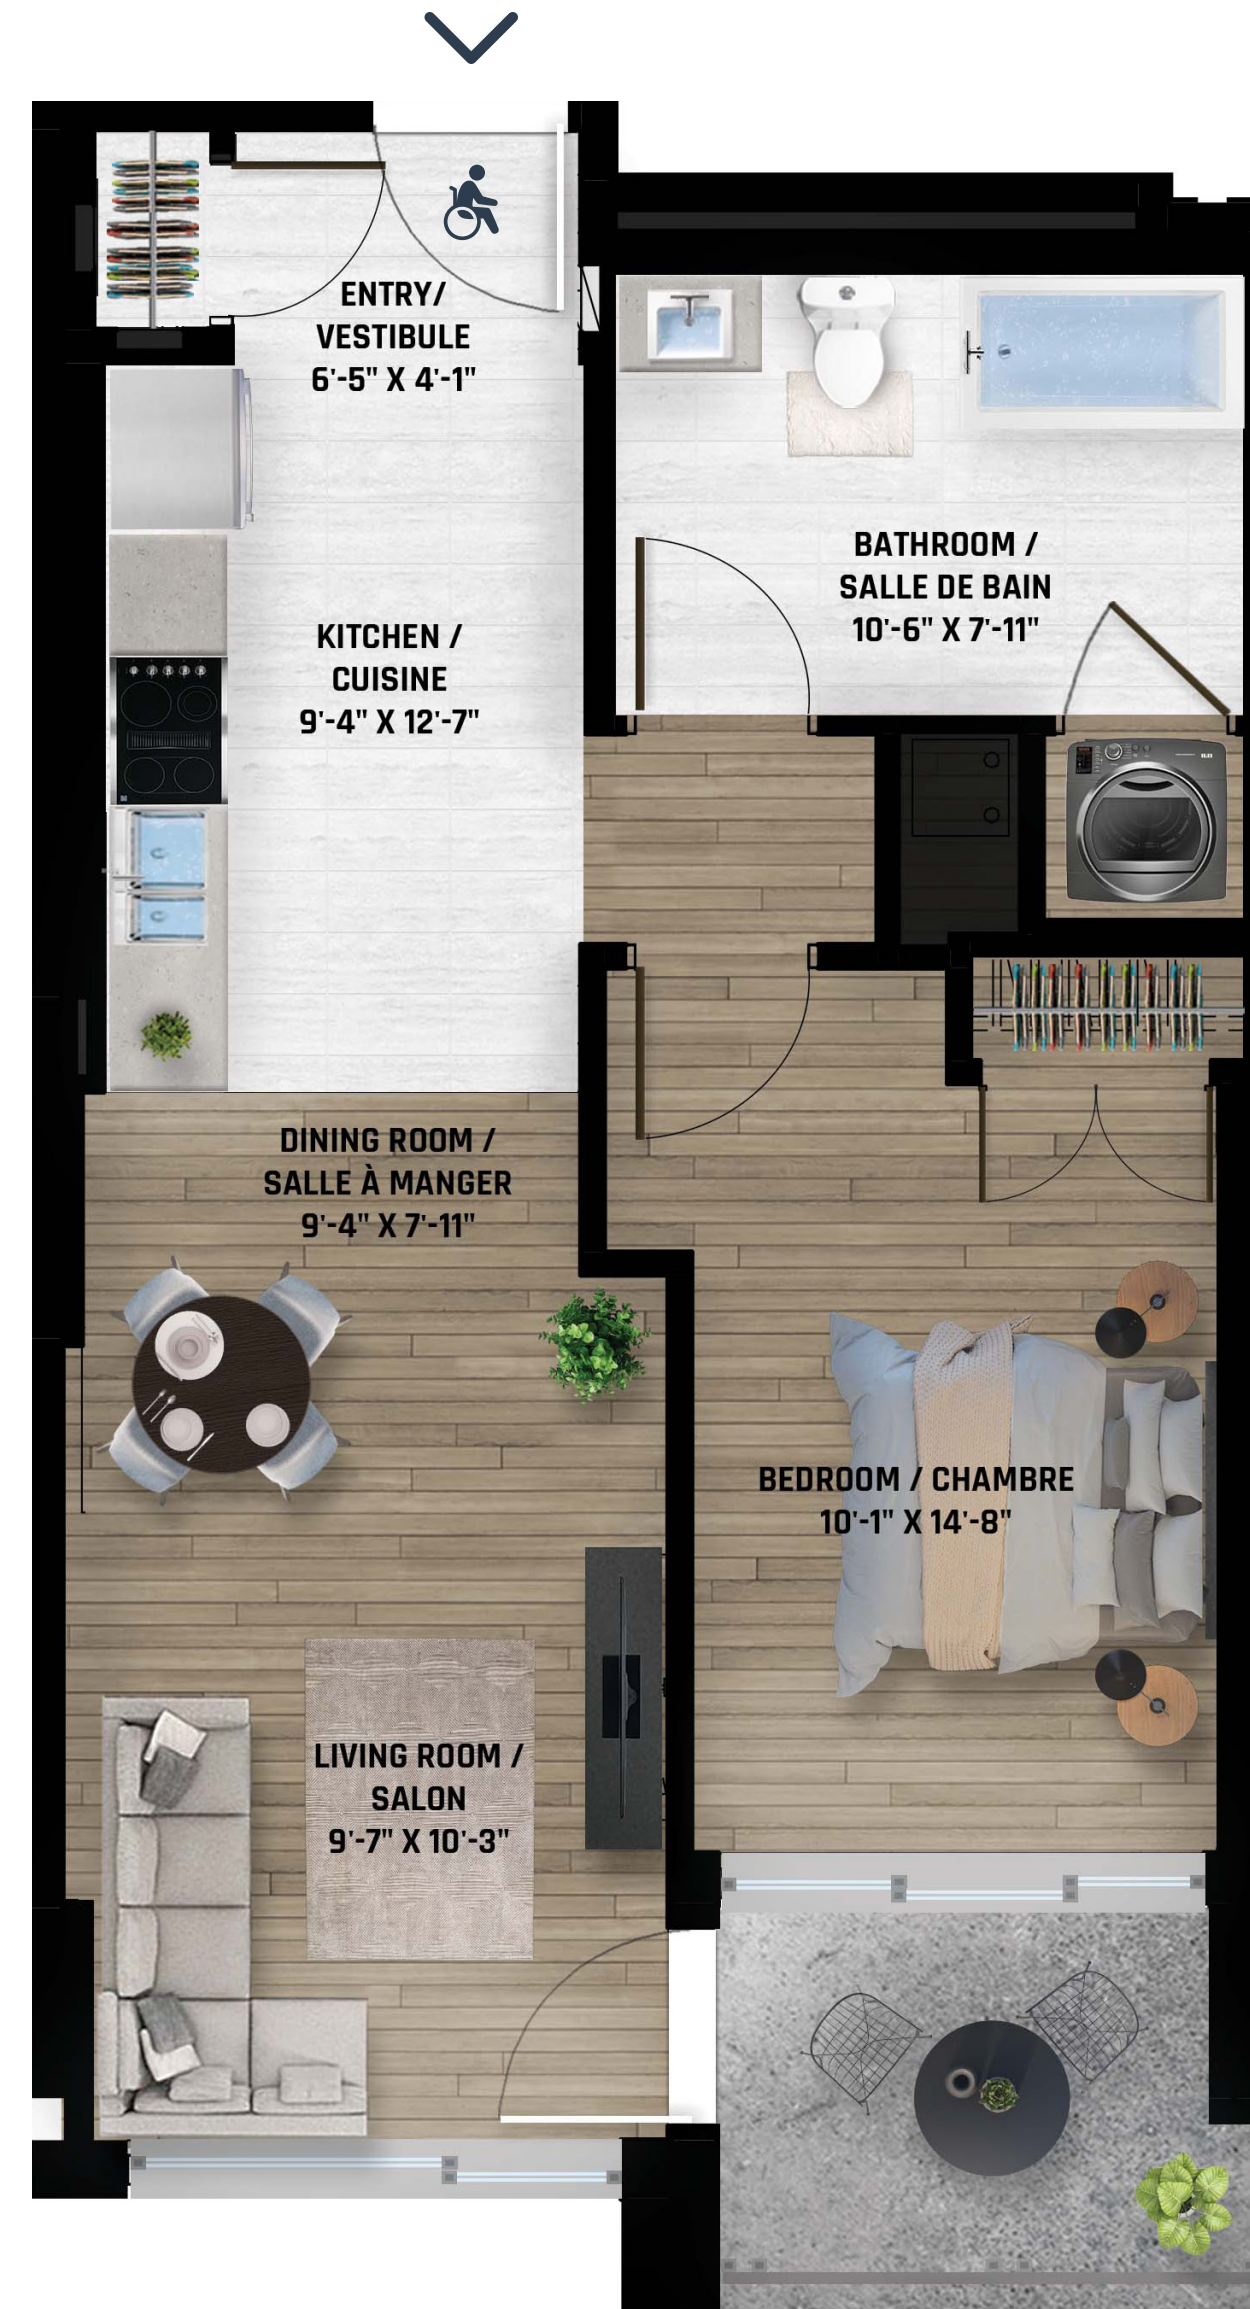 ENTRY/
VESTIBULE
6'-5" X 4'-1"
BATHROOM /
SALLE DE BAIN
10'-6" X 7'-11"
KITCHEN /
CUISINE
9'-4" X 12'-7"
DINING ROOM /
SALLE À MANGER
9'-4" X 7'-11"
BEDROOM / CHAMBRE
10'-1" X 14'-8"
LIVING ROOM /
SALON
9'-7" X 10'-3"